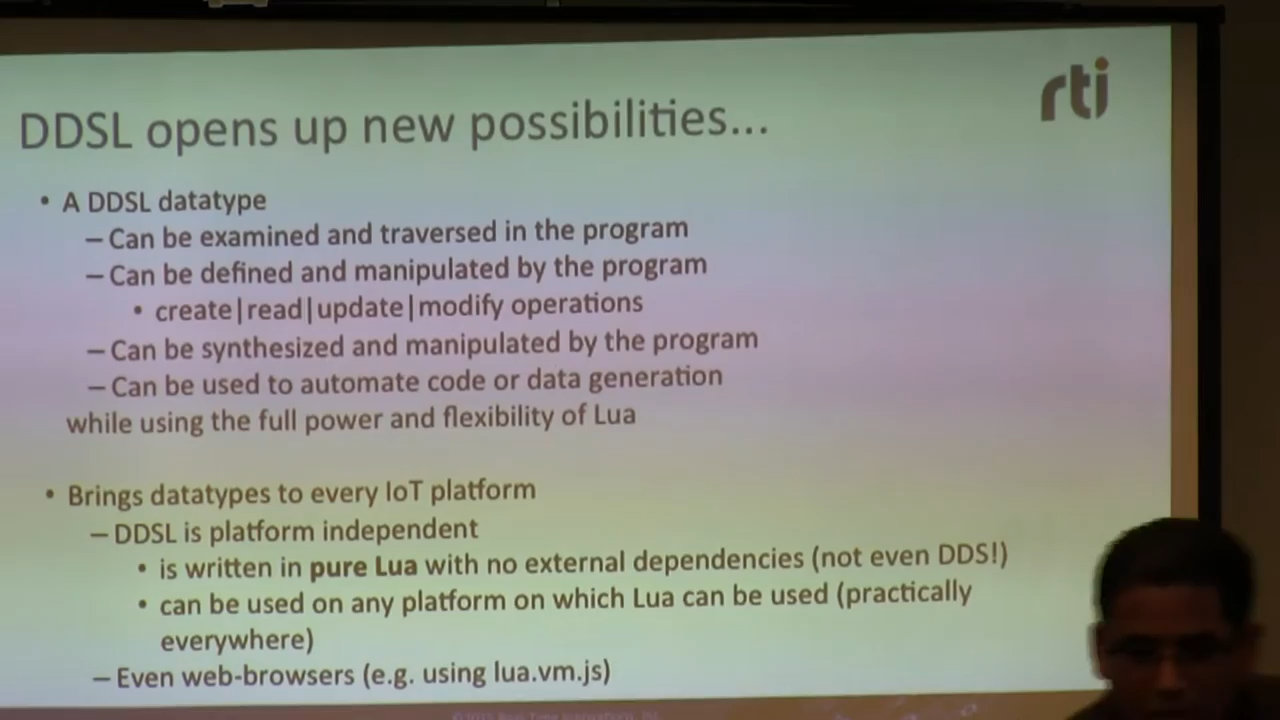 rti
DDSL opens up new possibilities...
• A DDSL datatype
– Can be examined and traversed in the program
– Can be defined and manipulated by the program
• create|read|update|modify operations
– Can be synthesized and manipulated by the program
– Can be used to automate code or data generation
while using the full power and flexibility of Lua
• Brings datatypes to every IoT platform
– DDSL is platform independent
• is written in pure Lua with no external dependencies (not even DDS!)
• can be used on any platform on which Lua can be used (practically
everywhere)
– Even web-browsers (e.g. using lua.vm.js)